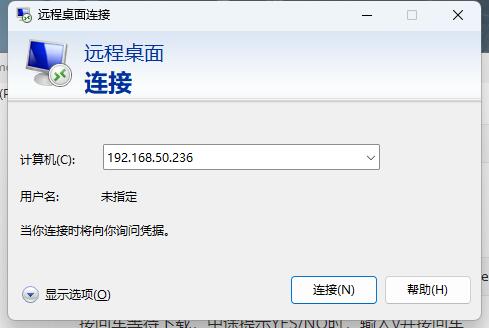 远程桌面连接
远程桌面
连接
计算机(C):
192.168.50.236
用户名:
未指定
当你连接时将向你询问凭据。
显示选项(O)
连接(N)
帮助(H)